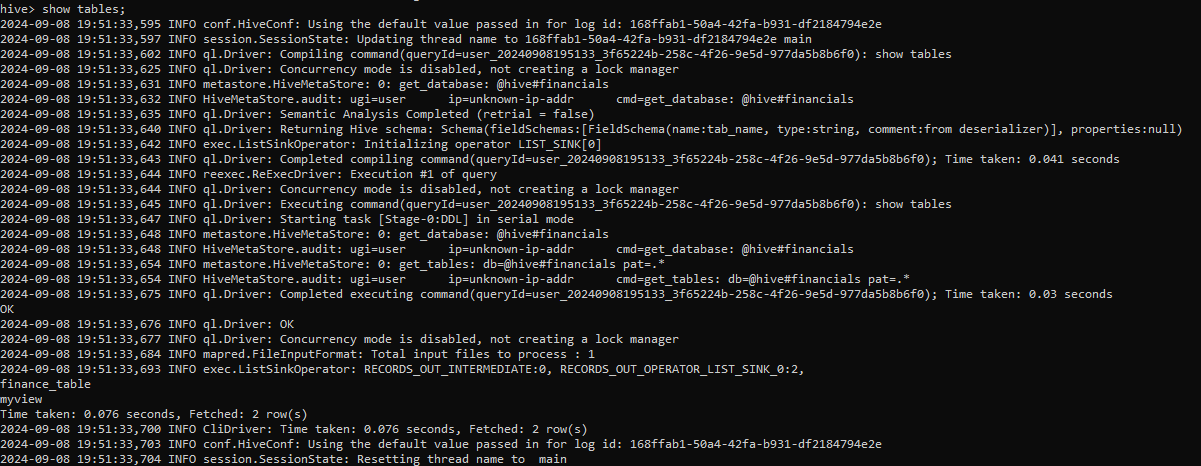 hive> show tables;
2024-09-08 19:51:33,595 INFO conf.HiveConf: Using the default value passed in for log id: 168ffab1-50a4-42fa-b931-df2184794e2e
2024-09-08 19:51:33,597 INFO session.SessionState: Updating thread name to 168ffab1-50a4-42fa-b931-df2184794e2e main
2024-09-08 19:51:33,602 INFO ql.Driver: Compiling command(queryId=user_20240908195133_3f65224b-258c-4f26-9e5d-977da5b8b6f0): show tables
2024-09-08 19:51:33,625 INFO ql.Driver: Concurrency mode is disabled, not creating a lock manager
2024-09-08 19:51:33,631 INFO metastore.HiveMetaStore: 0: get_database: @hive#financials
2024-09-08 19:51:33,632 INFO HiveMetaStore.audit: ugi=user      ip=unknown-ip-addr      cmd=get_database: @hive#financials
2024-09-08 19:51:33,635 INFO ql.Driver: Semantic Analysis Completed (retrial = false)
2024-09-08 19:51:33,640 INFO ql.Driver: Returning Hive schema: Schema(fieldSchemas:[FieldSchema(name:tab_name, type:string, comment:from deserializer)], properties:null)
2024-09-08 19:51:33,642 INFO exec.ListSinkOperator: Initializing operator LIST_SINK[0]
2024-09-08 19:51:33,643 INFO ql.Driver: Completed compiling command(queryId=user_20240908195133_3f65224b-258c-4f26-9e5d-977da5b8b6f0); Time taken: 0.041 seconds
2024-09-08 19:51:33,644 INFO reexec.ReExecDriver: Execution #1 of query
2024-09-08 19:51:33,644 INFO ql.Driver: Concurrency mode is disabled, not creating a lock manager
2024-09-08 19:51:33,645 INFO ql.Driver: Executing command(queryId=user_20240908195133_3f65224b-258c-4f26-9e5d-977da5b8b6f0): show tables
2024-09-08 19:51:33,647 INFO ql.Driver: Starting task [Stage-0:DDL] in serial mode
2024-09-08 19:51:33,648 INFO metastore.HiveMetaStore: 0: get_database: @hive#financials
2024-09-08 19:51:33,648 INFO HiveMetaStore.audit: ugi=user      ip=unknown-ip-addr      cmd=get_database: @hive#financials
2024-09-08 19:51:33,654 INFO metastore.HiveMetaStore: 0: get_tables: db=@hive#financials pat=.*
2024-09-08 19:51:33,654 INFO HiveMetaStore.audit: ugi=user      ip=unknown-ip-addr      cmd=get_tables: db=@hive#financials pat=.*
2024-09-08 19:51:33,675 INFO ql.Driver: Completed executing command(queryId=user_20240908195133_3f65224b-258c-4f26-9e5d-977da5b8b6f0); Time taken: 0.03 seconds
OK
2024-09-08 19:51:33,676 INFO ql.Driver: OK
2024-09-08 19:51:33,677 INFO ql.Driver: Concurrency mode is disabled, not creating a lock manager
2024-09-08 19:51:33,684 INFO mapred.FileInputFormat: Total input files to process : 1
2024-09-08 19:51:33,693 INFO exec.ListSinkOperator: RECORDS_OUT_INTERMEDIATE:0, RECORDS_OUT_OPERATOR_LIST_SINK_0:2,
finance_table
myview
Time taken: 0.076 seconds, Fetched: 2 row(s)
2024-09-08 19:51:33,700 INFO CliDriver: Time taken: 0.076 seconds, Fetched: 2 row(s)
2024-09-08 19:51:33,703 INFO conf.HiveConf: Using the default value passed in for log id: 168ffab1-50a4-42fa-b931-df2184794e2e
2024-09-08 19:51:33,704 INFO session.SessionState: Resetting thread name to  main